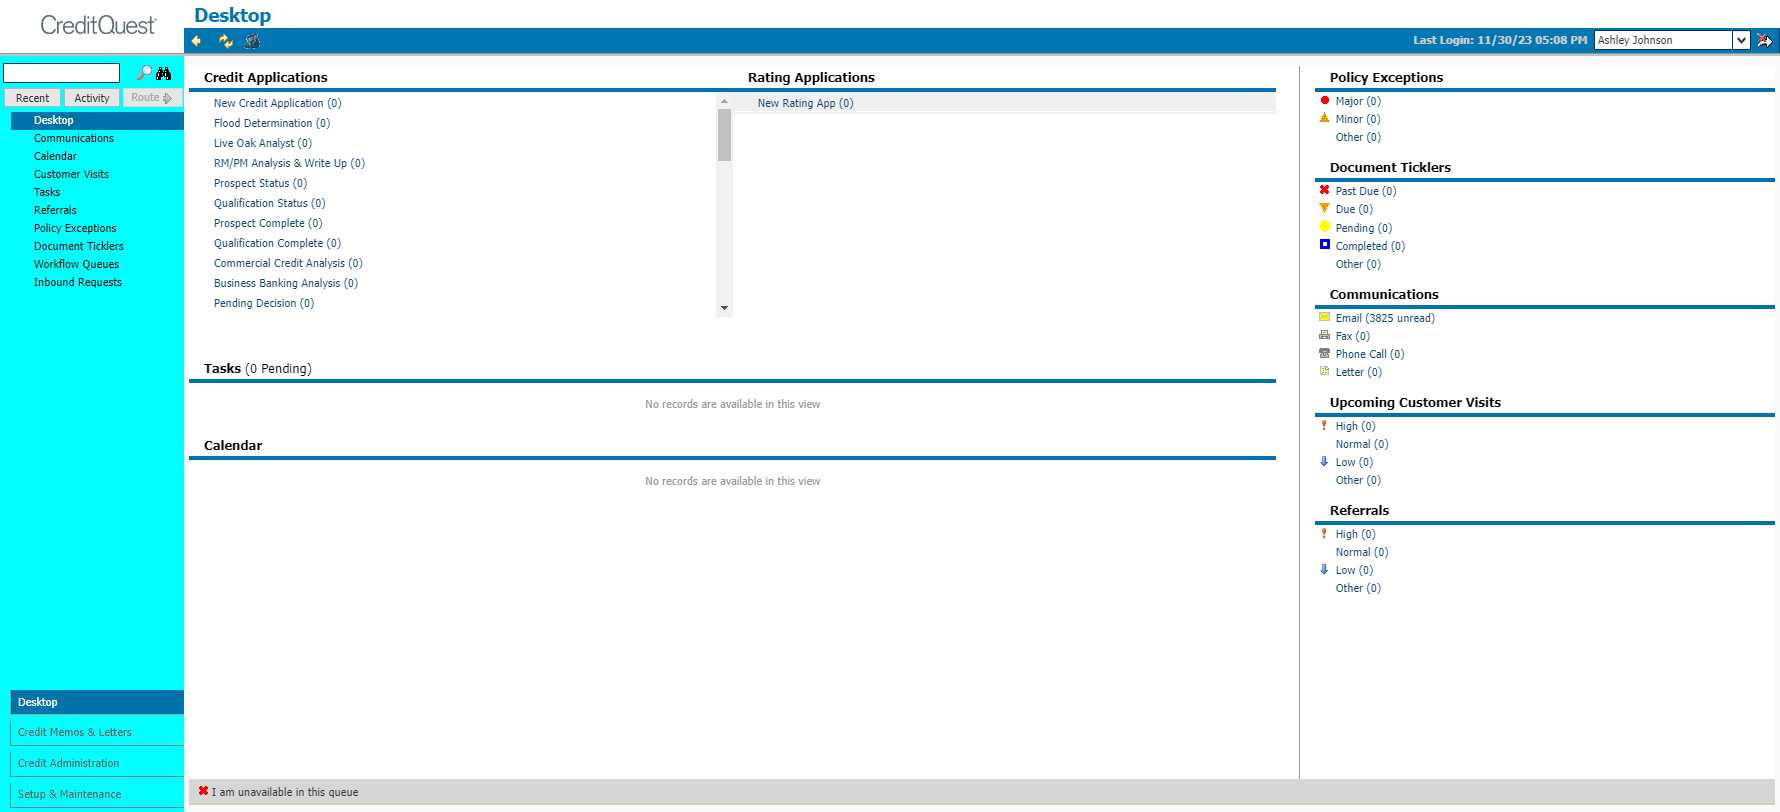 CreditQuest
Desktop
Last Login: 11/30/23 05:08 PM
Ashley Johnson
Recent
Activity
Route
Desktop
Communications
Calendar
Customer Visits
Tasks
Referrals
Policy Exceptions
Document Ticklers
Workflow Queues
Inbound Requests
Desktop
Credit Memos & Letters
Credit Administration
Setup & Maintenance
Credit Applications
New Credit Application (0)
Flood Determination (0)
Live Oak Analyst (0)
RM/PM Analysis & Write Up (0)
Prospect Status (0)
Qualification Status (0)
Prospect Complete (0)
Qualification Complete (0)
Commercial Credit Analysis (0)
Business Banking Analysis (0)
Pending Decision (0)
Rating Applications
New Rating App (0)
Tasks (0 Pending)
No records are available in this view
Calendar
No records are available in this view
Policy Exceptions
Major (0)
Minor (0)
Other (0)
Document Ticklers
Past Due (0)
Due (0)
Pending (0)
Completed (0)
Other (0)
Communications
Email (3825 unread)
Fax (0)
Phone Call (0)
Letter (0)
Upcoming Customer Visits
High (0)
Normal (0)
Low (0)
Other (0)
Referrals
High (0)
Normal (0)
Low (0)
Other (0)
I am unavailable in this queue